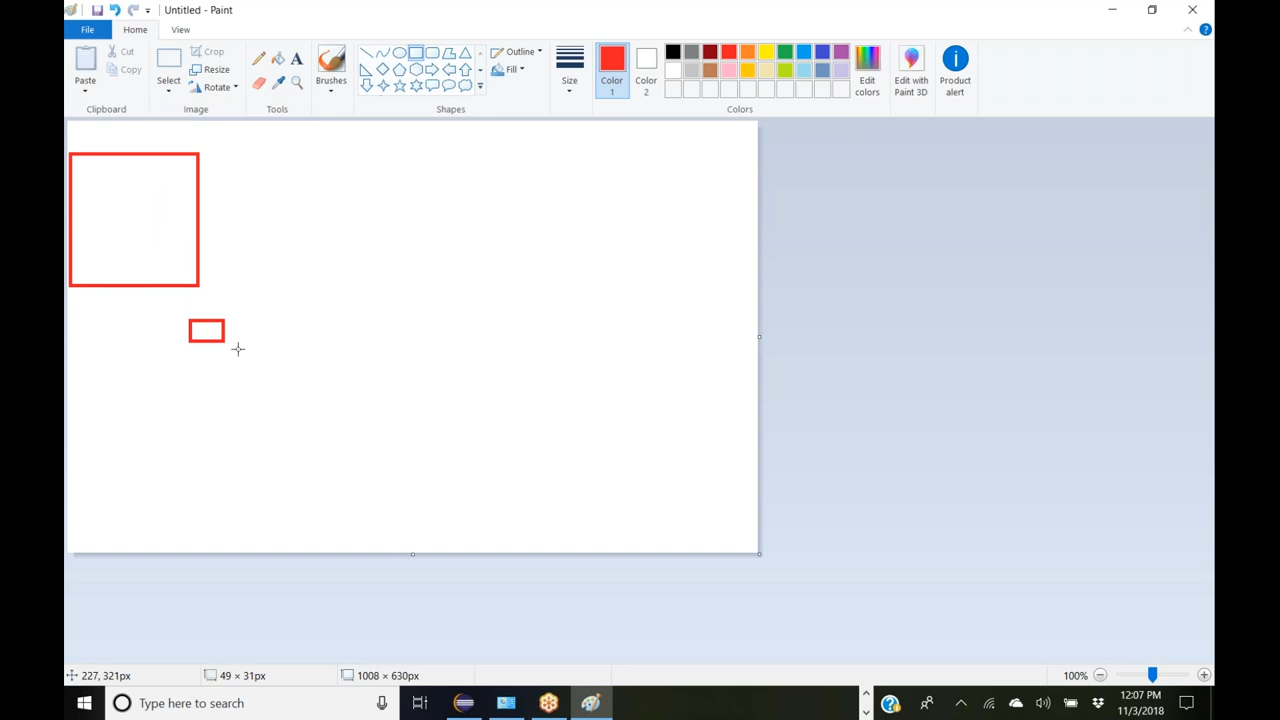 Untitled - Paint
File Home View
Paste
Cut
Copy
Clipboard
Select
Crop
Resize
Rotate
Image
Tools
Brushes
Outline
Fill
Shapes
Size
Color 1
Color 2
Edit colors
Colors
Edit with Paint 3D
Product alert
227, 321px 49 × 31px 1008 × 630px 100%
Type here to search
12:07 PM
11/3/2018